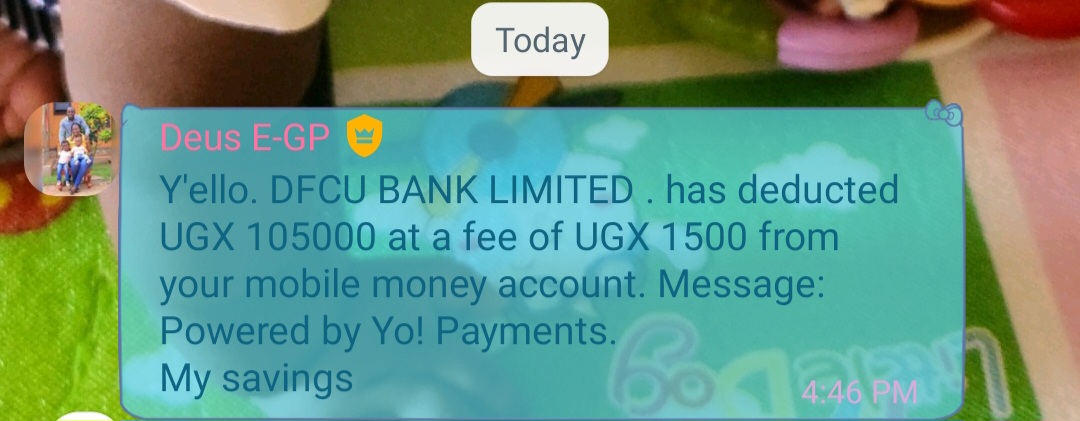 Today
Deus E-GP
Y'ello. DFCU BANK LIMITED . has deducted
UGX 105000 at a fee of UGX 1500 from
your mobile money account. Message:
Powered by Yo! Payments.
My savings
4:46 PM